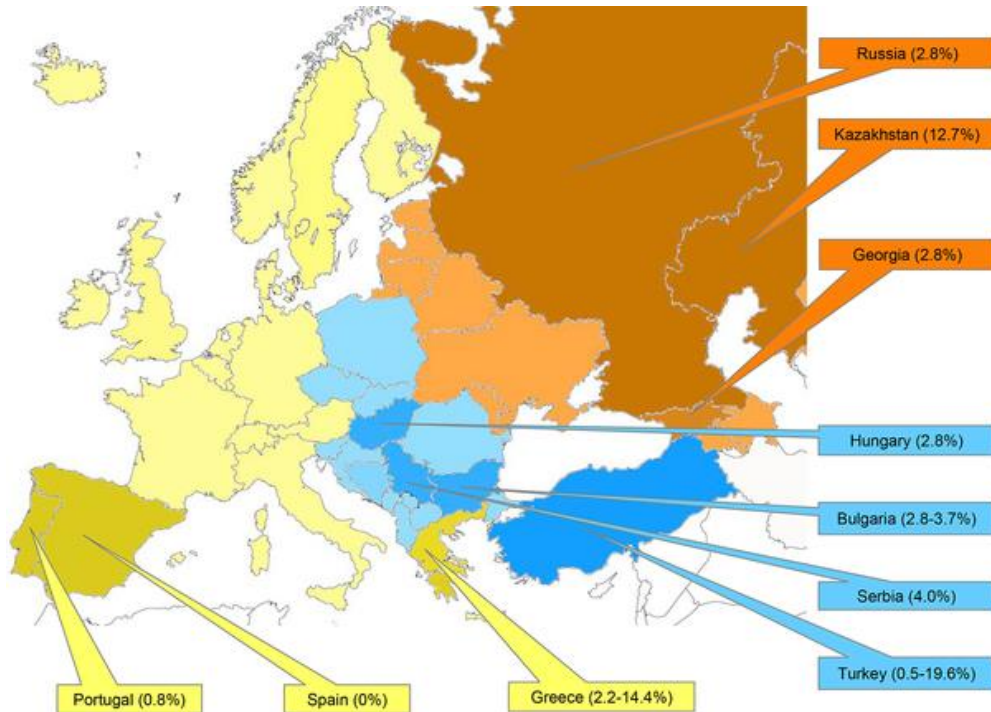 Russia (2.8%)
Kazakhstan (12.7%)
Georgia (2.8%)
Hungary (2.8%)
Bulgaria (2.8-3.7%)
Serbia (4.0%)
Turkey (0.5-19.6%)
Portugal (0.8%)
Spain (0%)
Greece (2.2-14.4%)